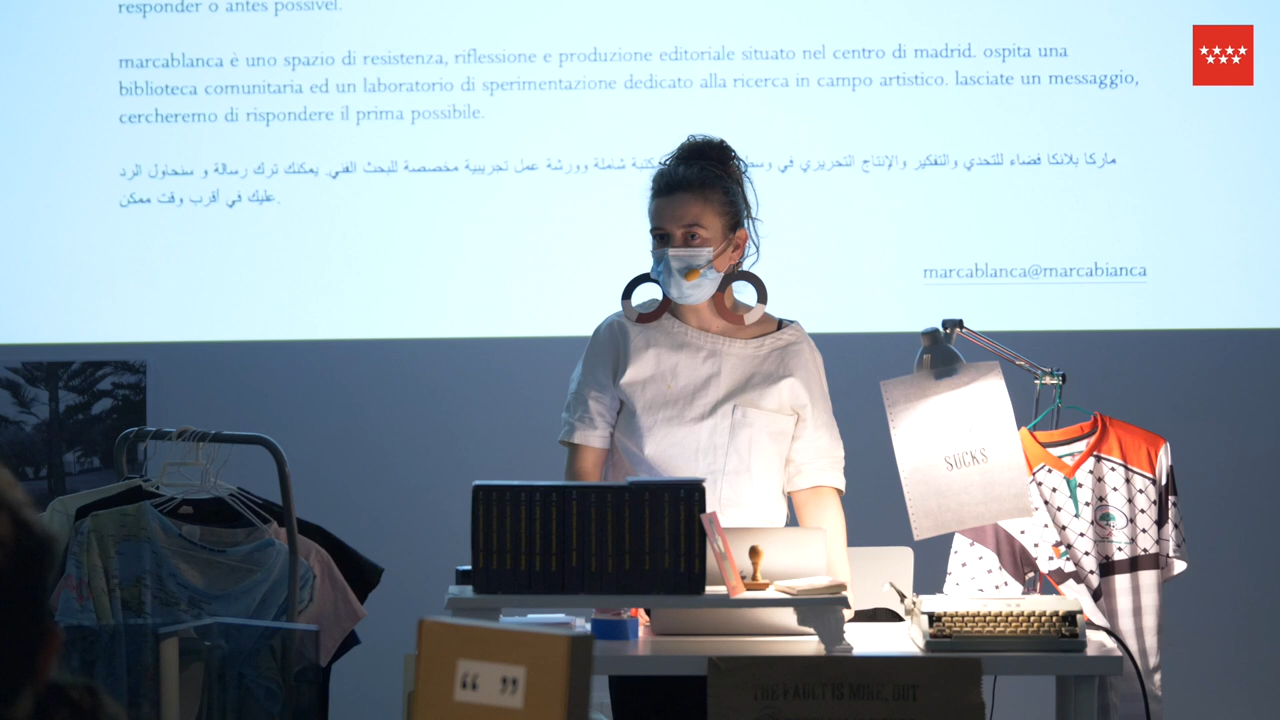 responder o antes possível.
marcablanca è uno spazio di resistenza, riflessione e produzione editoriale situato nel centro di madrid. ospita una
biblioteca comunitaria ed un laboratorio di sperimentazione dedicato alla ricerca in campo artistico. lasciate un messaggio,
cercheremo di rispondere il prima possibile.
ماركا بلانكا فضاء للتحدي والتفكير والإنتاج التحريري في شاملة وورشة عمل تجريبية مخصصة للبحث الفني. يمكنك ترك رسالة و سنحاول الرد
عليك في أقرب وقت ممكن.
marcablanca@marcabianca
SUCKS
“ ”
THE FAULT IS MINE, BUT